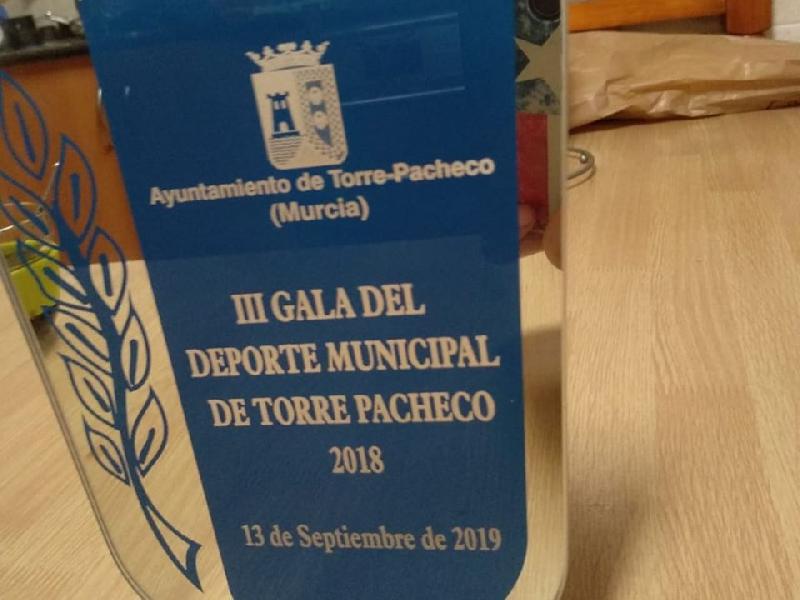 Ayuntamiento de Torre-Pacheco
(Murcia)
III GALA DEL
DEPORTE MUNICIPAL
DE TORRE PACHECO
2018
13 de Septiembre de 2019